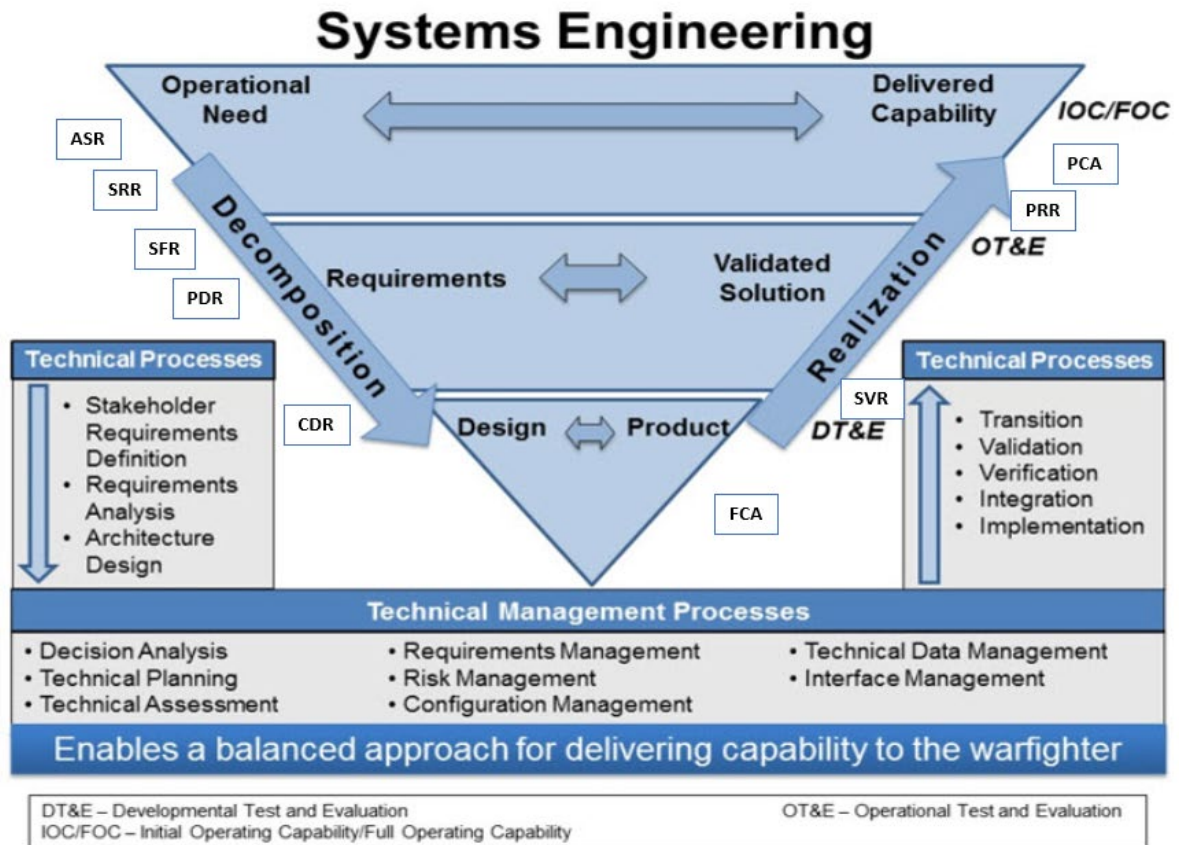 Systems Engineering
Operational
Need
Delivered
Capability
IOC/FOC
ASR
PCA
SRR
PRR
SFR
OT&E
Decomposition
Requirements
Validated
Solution
Realization
PDR
Technical Processes
• Stakeholder
Requirements
Definition
• Requirements
Analysis
• Architecture
Design
CDR
Design
Product
SVR
DT&E
FCA
Technical Processes
• Transition
• Validation
• Verification
• Integration
• Implementation
Technical Management Processes
• Decision Analysis
• Technical Planning
• Technical Assessment
• Requirements Management
• Risk Management
• Configuration Management
• Technical Data Management
• Interface Management
Enables a balanced approach for delivering capability to the warfighter
DT&E – Developmental Test and Evaluation
OT&E – Operational Test and Evaluation
IOC/FOC – Initial Operating Capability/Full Operating Capability